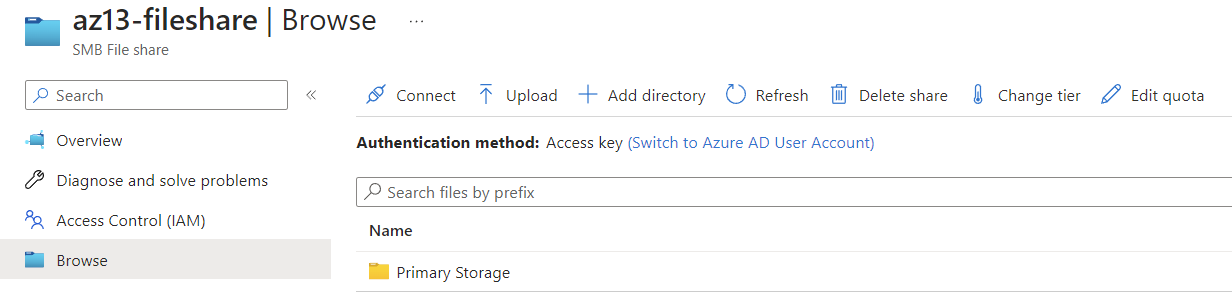 az13-fileshare | Browse ...
SMB File share
Search «
Connect Upload Add directory Refresh Delete share Change tier Edit quota
Overview
Authentication method: Access key (Switch to Azure AD User Account)
Diagnose and solve problems
Search files by prefix
Access Control (IAM)
Name
Browse
Primary Storage